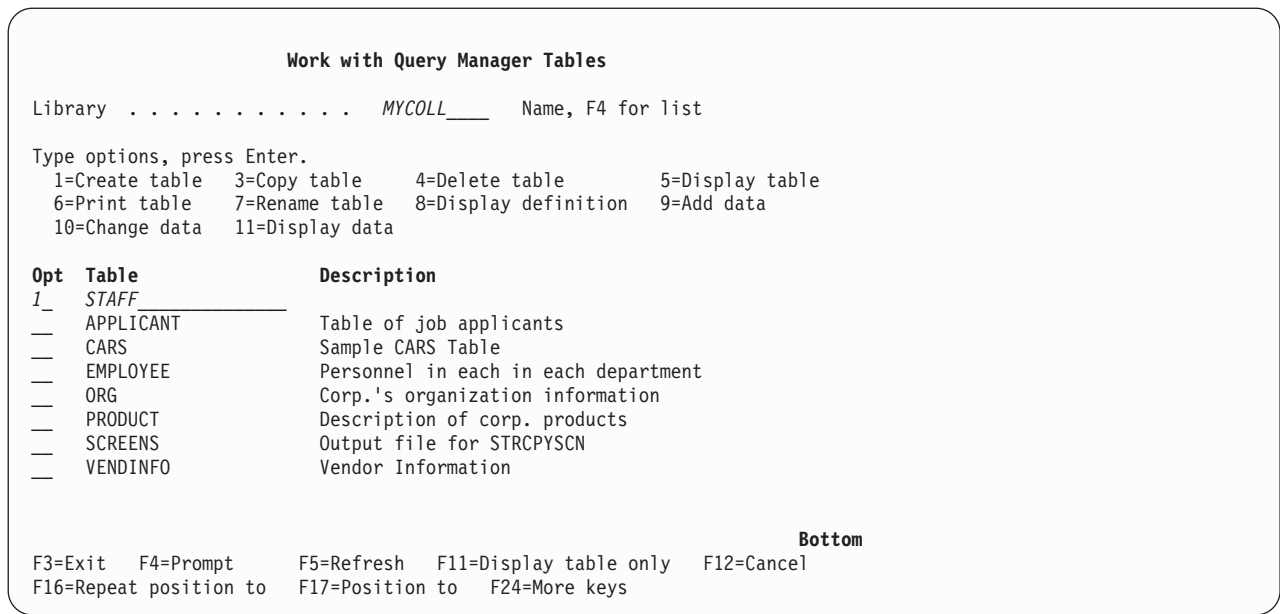 Work with Query Manager Tables
Library . . . . . . . . . . . MYCOLL____ Name, F4 for list
Type options, press Enter.
1=Create table 3=Copy table 4=Delete table 5=Display table
6=Print table 7=Rename table 8=Display definition 9=Add data
10=Change data 11=Display data
Opt Table Description
1_ STAFF______________
__ APPLICANT Table of job applicants
__ CARS Sample CARS Table
__ EMPLOYEE Personnel in each in each department
__ ORG Corp.'s organization information
__ PRODUCT Description of corp. products
__ SCREENS Output file for STRCPYSCN
__ VENDINFO Vendor Information
Bottom
F3=Exit F4=Prompt F5=Refresh F11=Display table only F12=Cancel
F16=Repeat position to F17=Position to F24=More keys